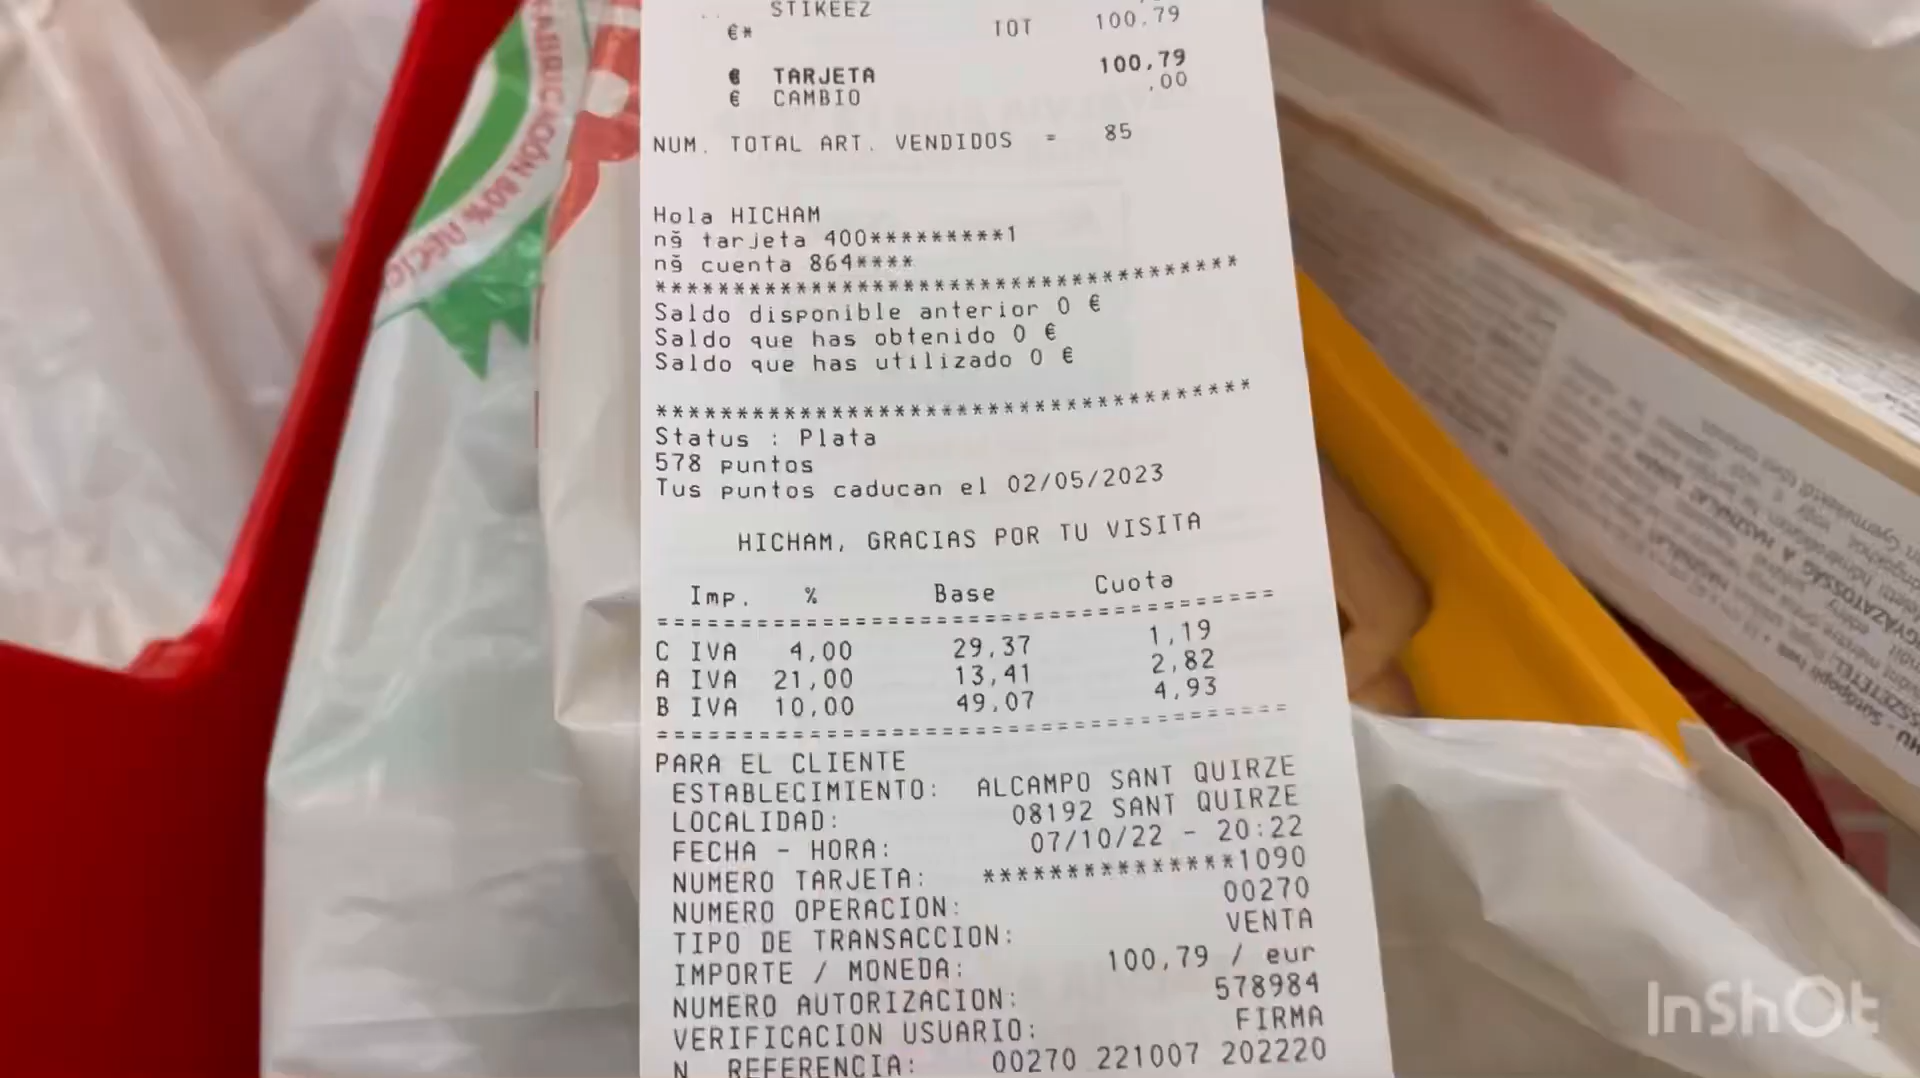 STIKEEZ
€* TOT 100,79
€ TARJETA 100,79
€ CAMBIO ,00
NUM. TOTAL ART. VENDIDOS = 85
Hola HICHAM
nº tarjeta 400*********1
nº cuenta 864****
*************************************
Saldo disponible anterior 0 €
Saldo que has obtenido 0 €
Saldo que has utilizado 0 €
*************************************
Status : Plata
578 puntos
Tus puntos caducan el 02/05/2023
HICHAM, GRACIAS POR TU VISITA
Imp. % Base Cuota
=====================================
C IVA 4,00 29,37 1,19
A IVA 21,00 13,41 2,82
B IVA 10,00 49,07 4,93
=====================================
PARA EL CLIENTE
ESTABLECIMIENTO: ALCAMPO SANT QUIRZE
LOCALIDAD: 08192 SANT QUIRZE
FECHA - HORA: 07/10/22 - 20:22
NUMERO TARJETA: ***************1090
NUMERO OPERACION: 00270
TIPO DE TRANSACCION: VENTA
IMPORTE / MONEDA: 100,79 / eur
NUMERO AUTORIZACION: 578984
VERIFICACION USUARIO: FIRMA
N REFERENCIA: 00270 221007 202220
InShOt